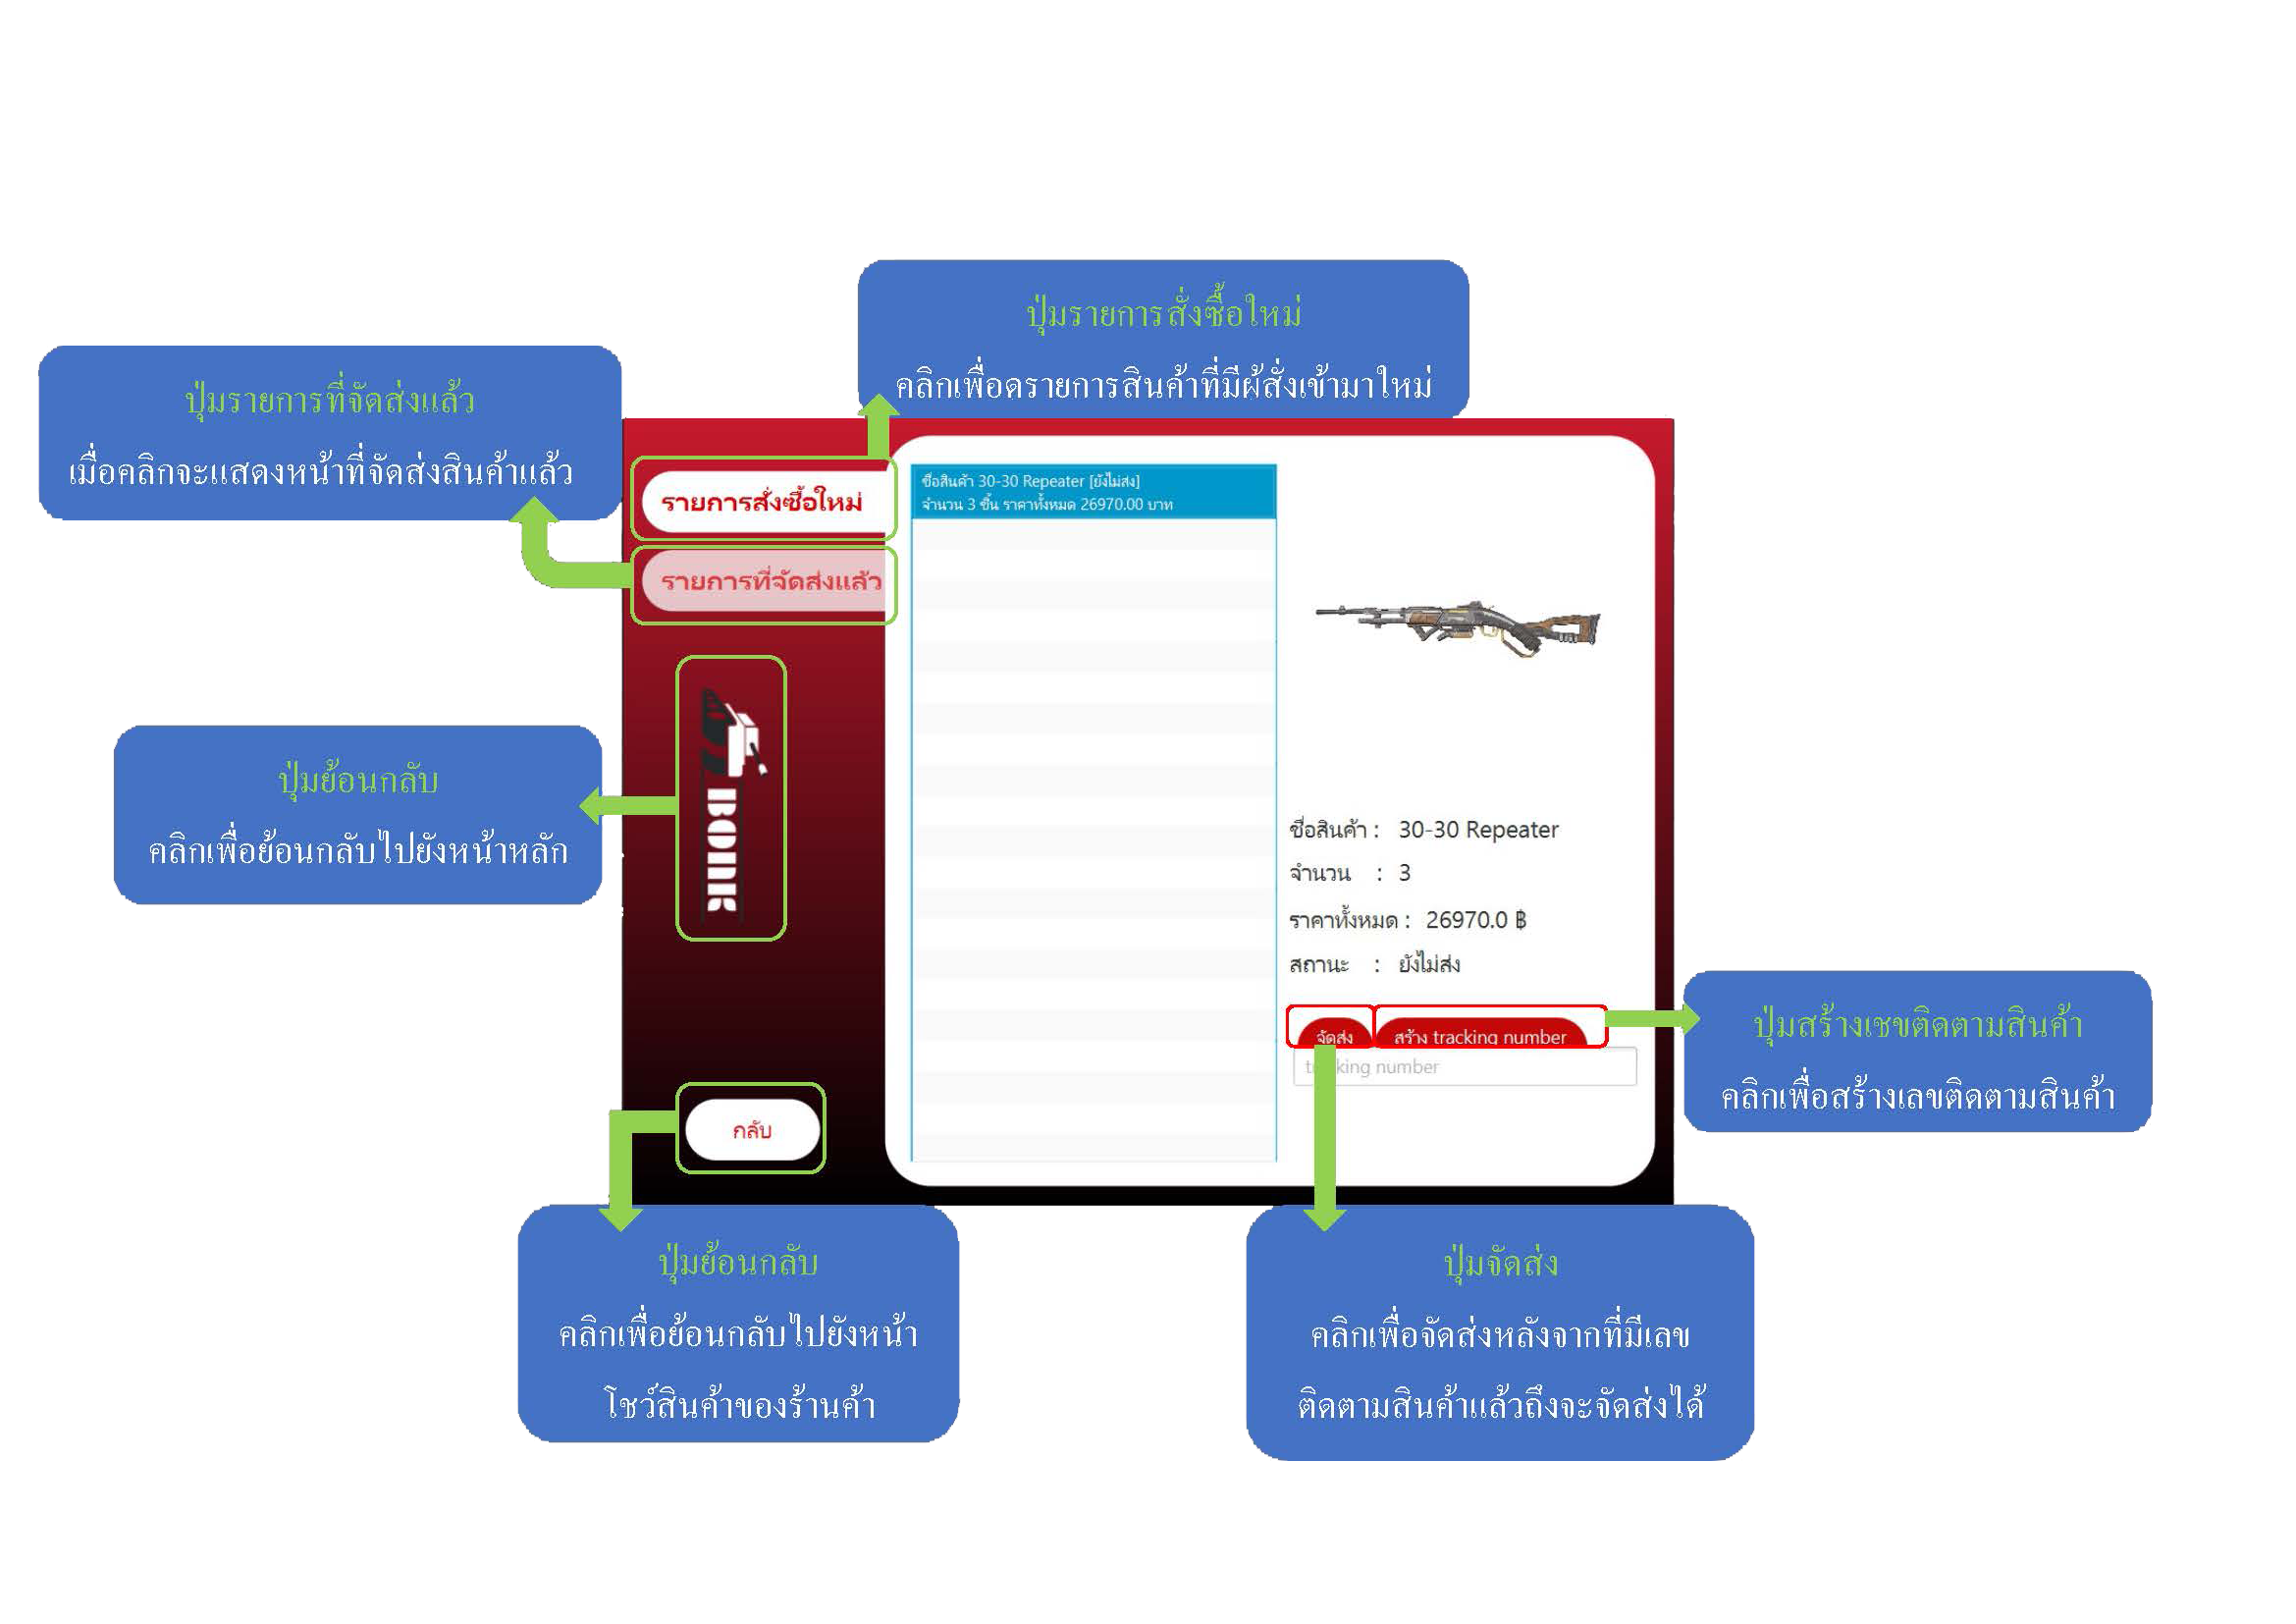 ปุ่มรายการสั่งซื้อใหม่
คลิกเพื่อดรายการสินค้าที่มีผู้สั่งเข้ามาใหม่
ปุ่มรายการที่จัดส่งแล้ว
เมื่อคลิกจะแสดงหน้าที่จัดส่งสินค้าแล้ว
รายการสั่งซื้อใหม่
รายการที่จัดส่งแล้ว
ชื่อสินค้า 30-30 Repeater [ยังไม่ส่ง]
จำนวน 3 ชิ้น ราคาทั้งหมด 26970.00 บาท
ปุ่มย้อนกลับ
คลิกเพื่อย้อนกลับไปยังหน้าหลัก
BONK
ชื่อสินค้า : 30-30 Repeater
จำนวน : 3
ราคาทั้งหมด : 26970.0 ฿
สถานะ : ยังไม่ส่ง
จัดส่ง
สร้าง tracking number
tracking number
ปุ่มสร้างเชขติดตามสินค้า
คลิกเพื่อสร้างเลขติดตามสินค้า
กลับ
ปุ่มย้อนกลับ
คลิกเพื่อย้อนกลับไปยังหน้า
โชว์สินค้าของร้านค้า
ปุ่มจัดส่ง
คลิกเพื่อจัดส่งหลังจากที่มีเลข
ติดตามสินค้าแล้วถึงจะจัดส่งได้